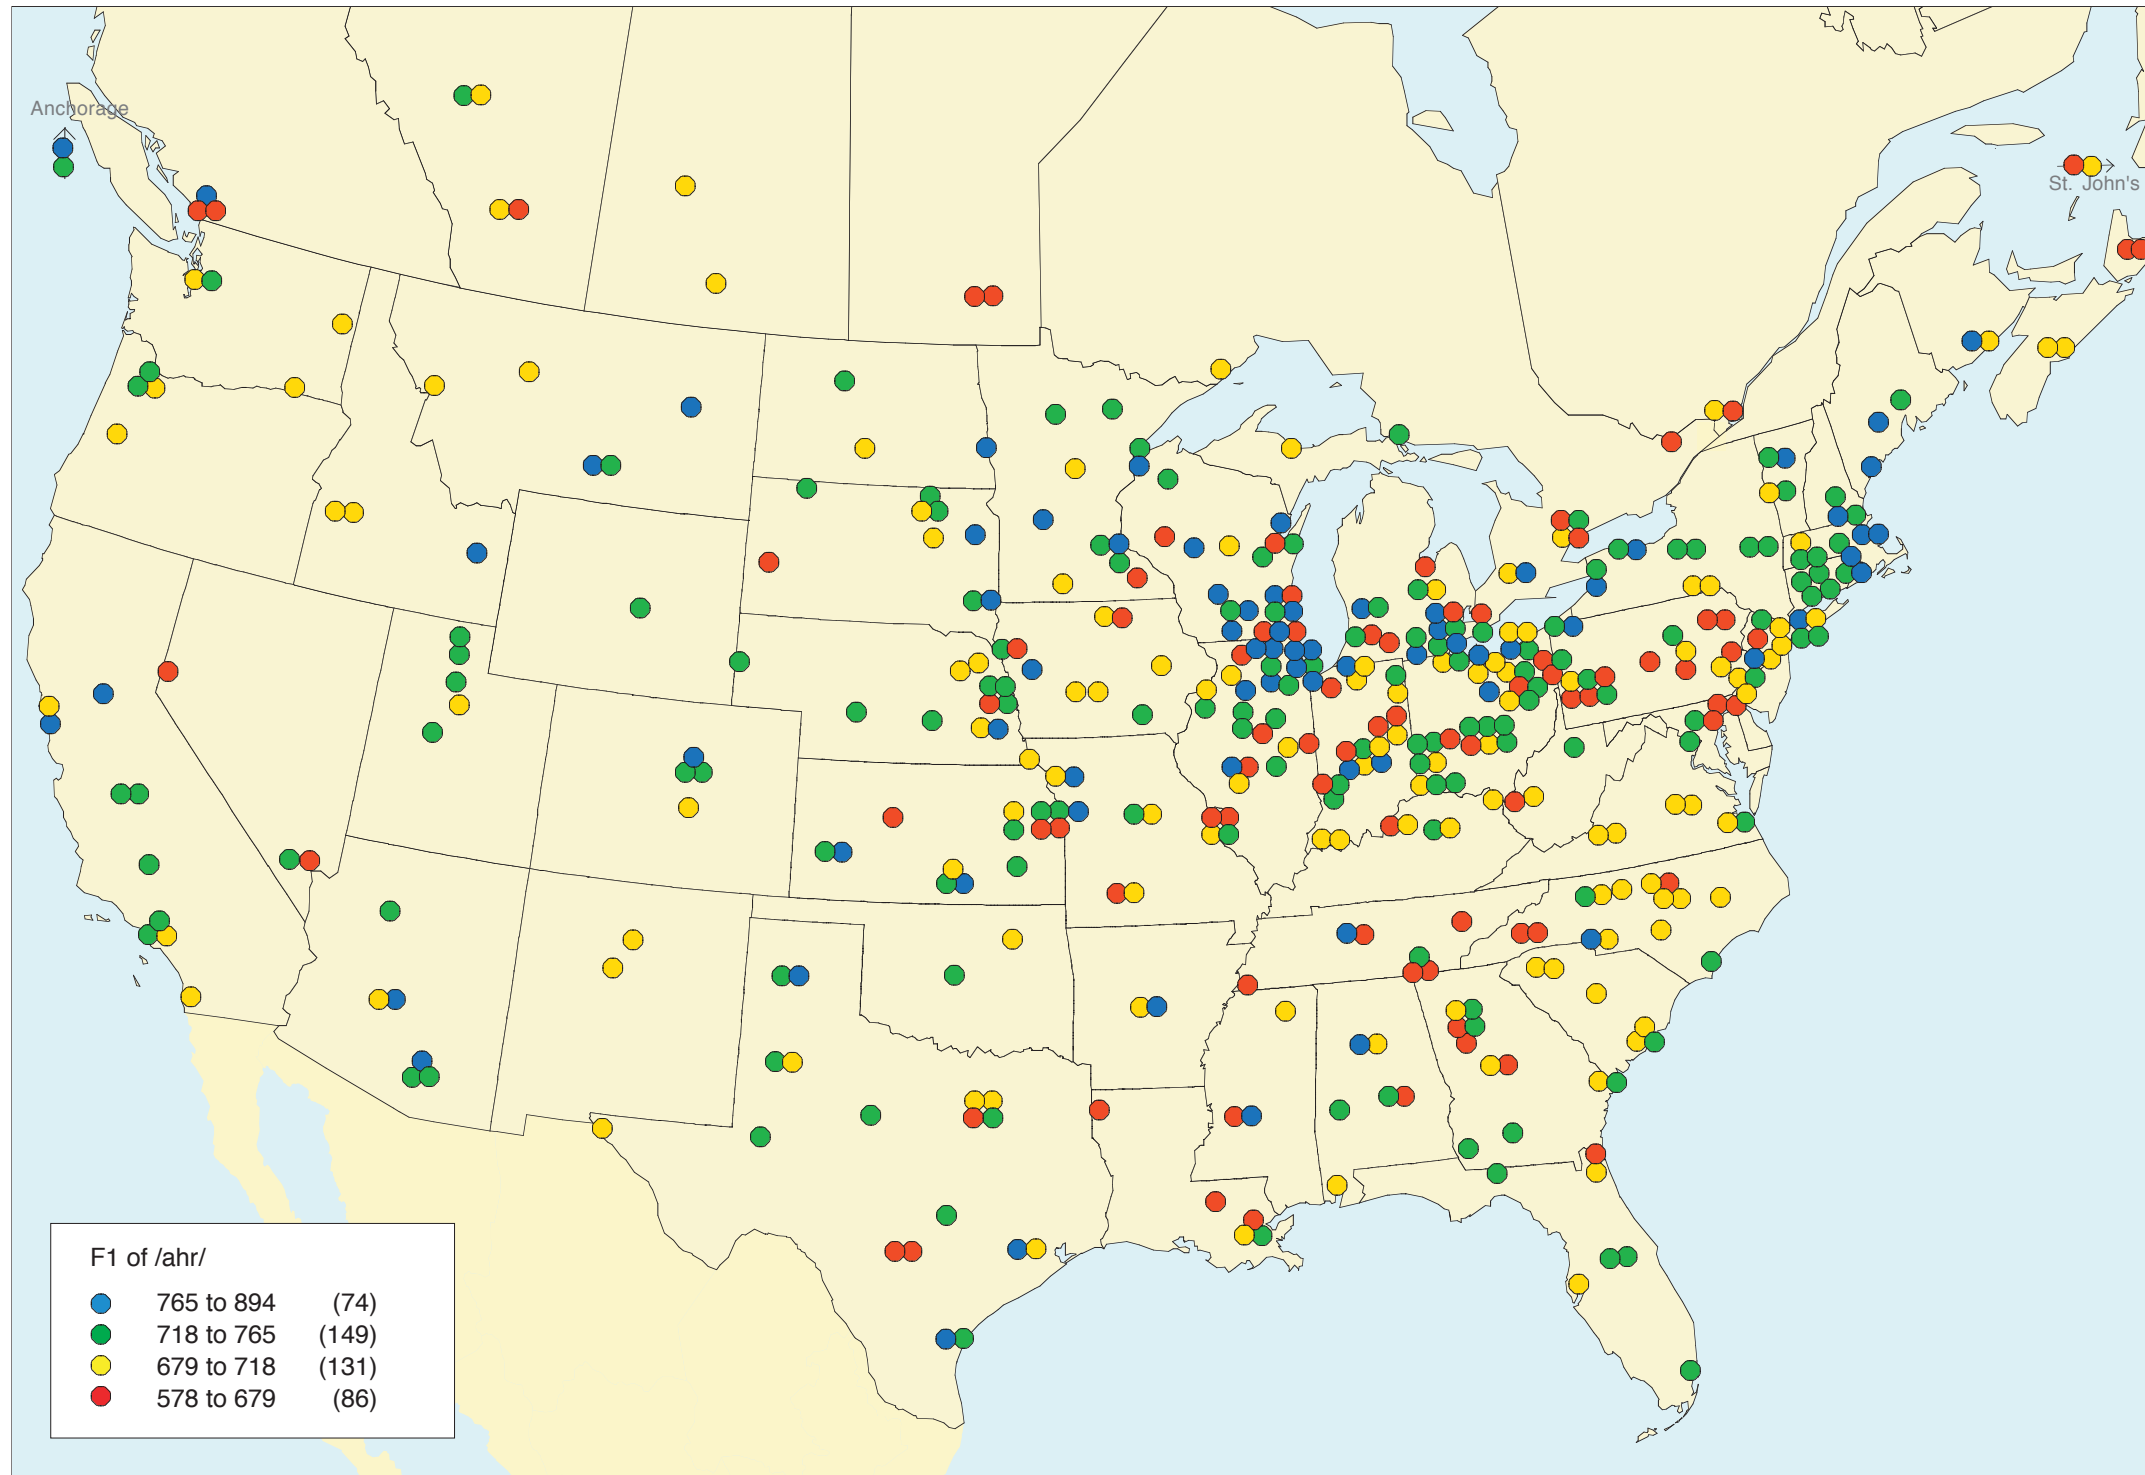 Anchorage
St. John's
F1 of /ahr/
765 to 894 (74)
718 to 765 (149)
679 to 718 (131)
578 to 679 (86)